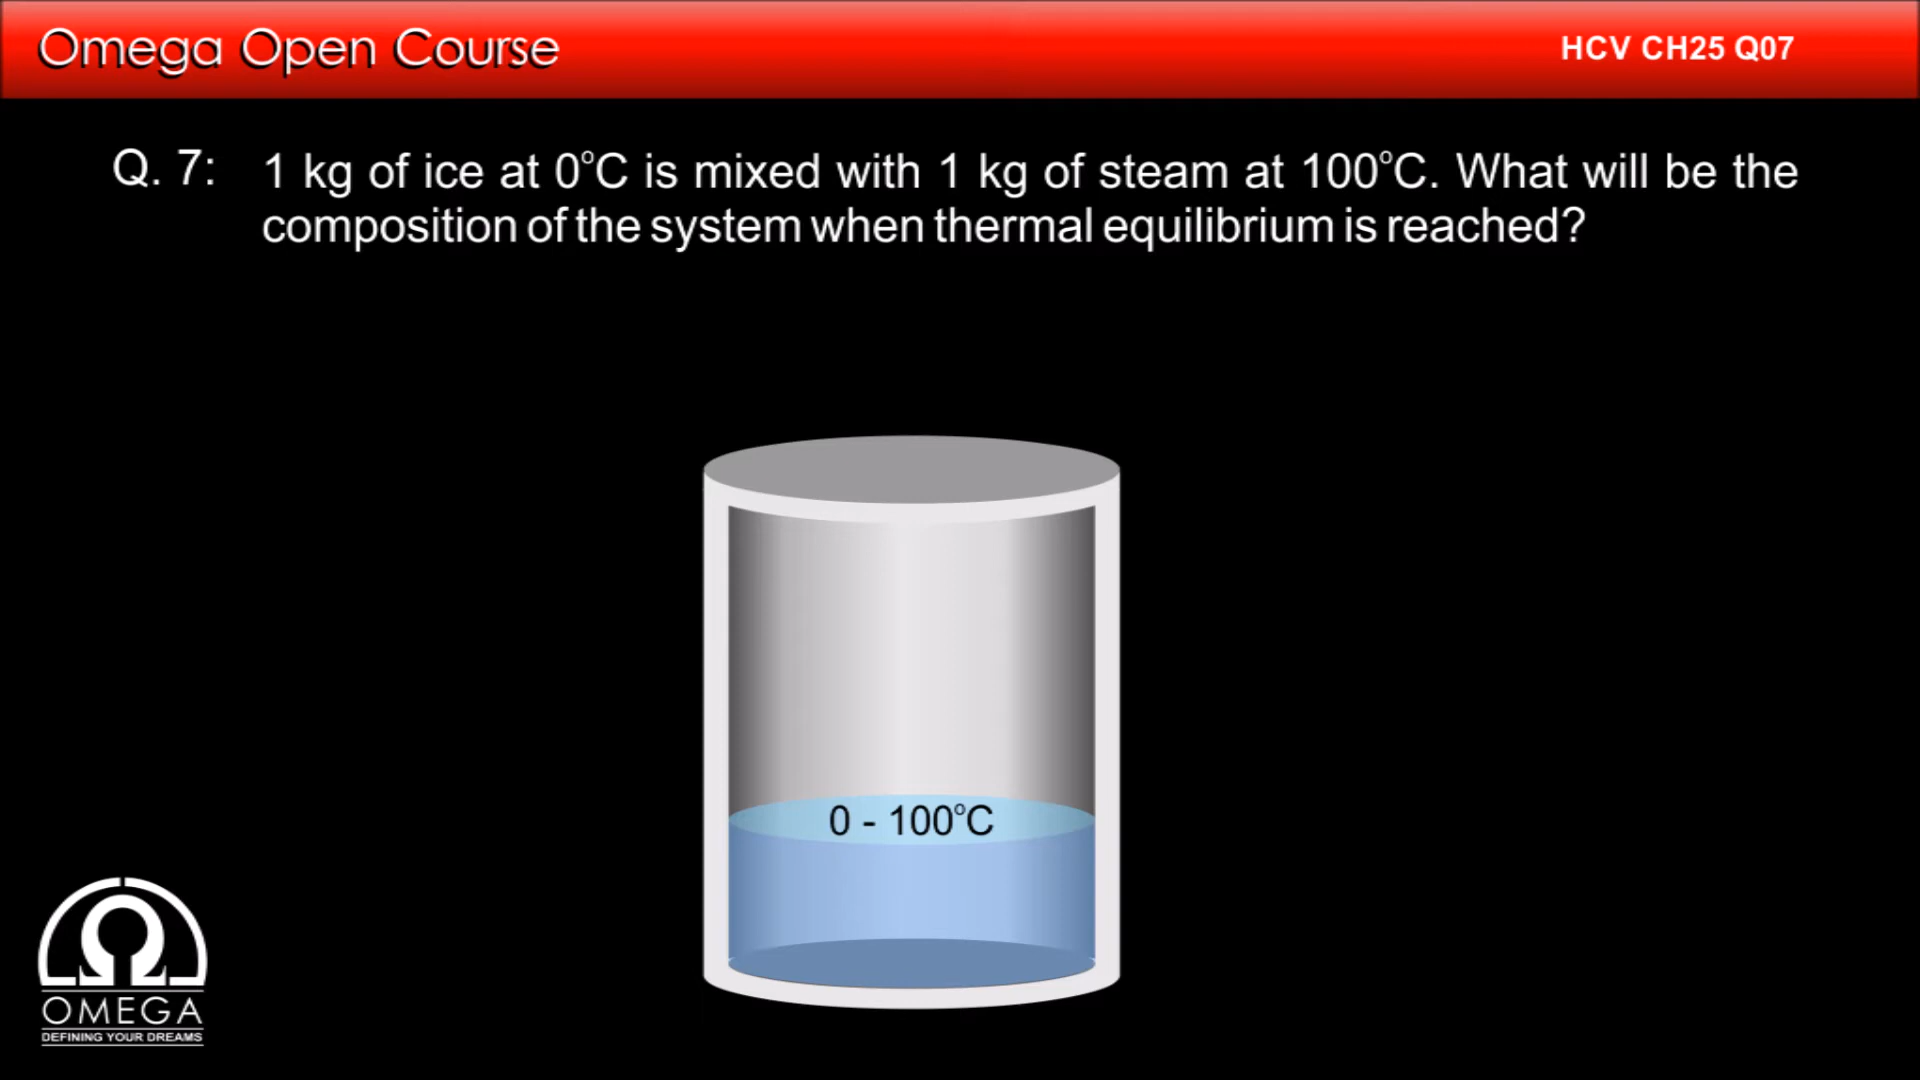 Omega Open Course
HCV CH25 Q07
Q. 7: 1 kg of ice at 0°C is mixed with 1 kg of steam at 100°C. What will be the
composition of the system when thermal equilibrium is reached?
0 - 100°C
OMEGA
DEFINING YOUR DREAMS